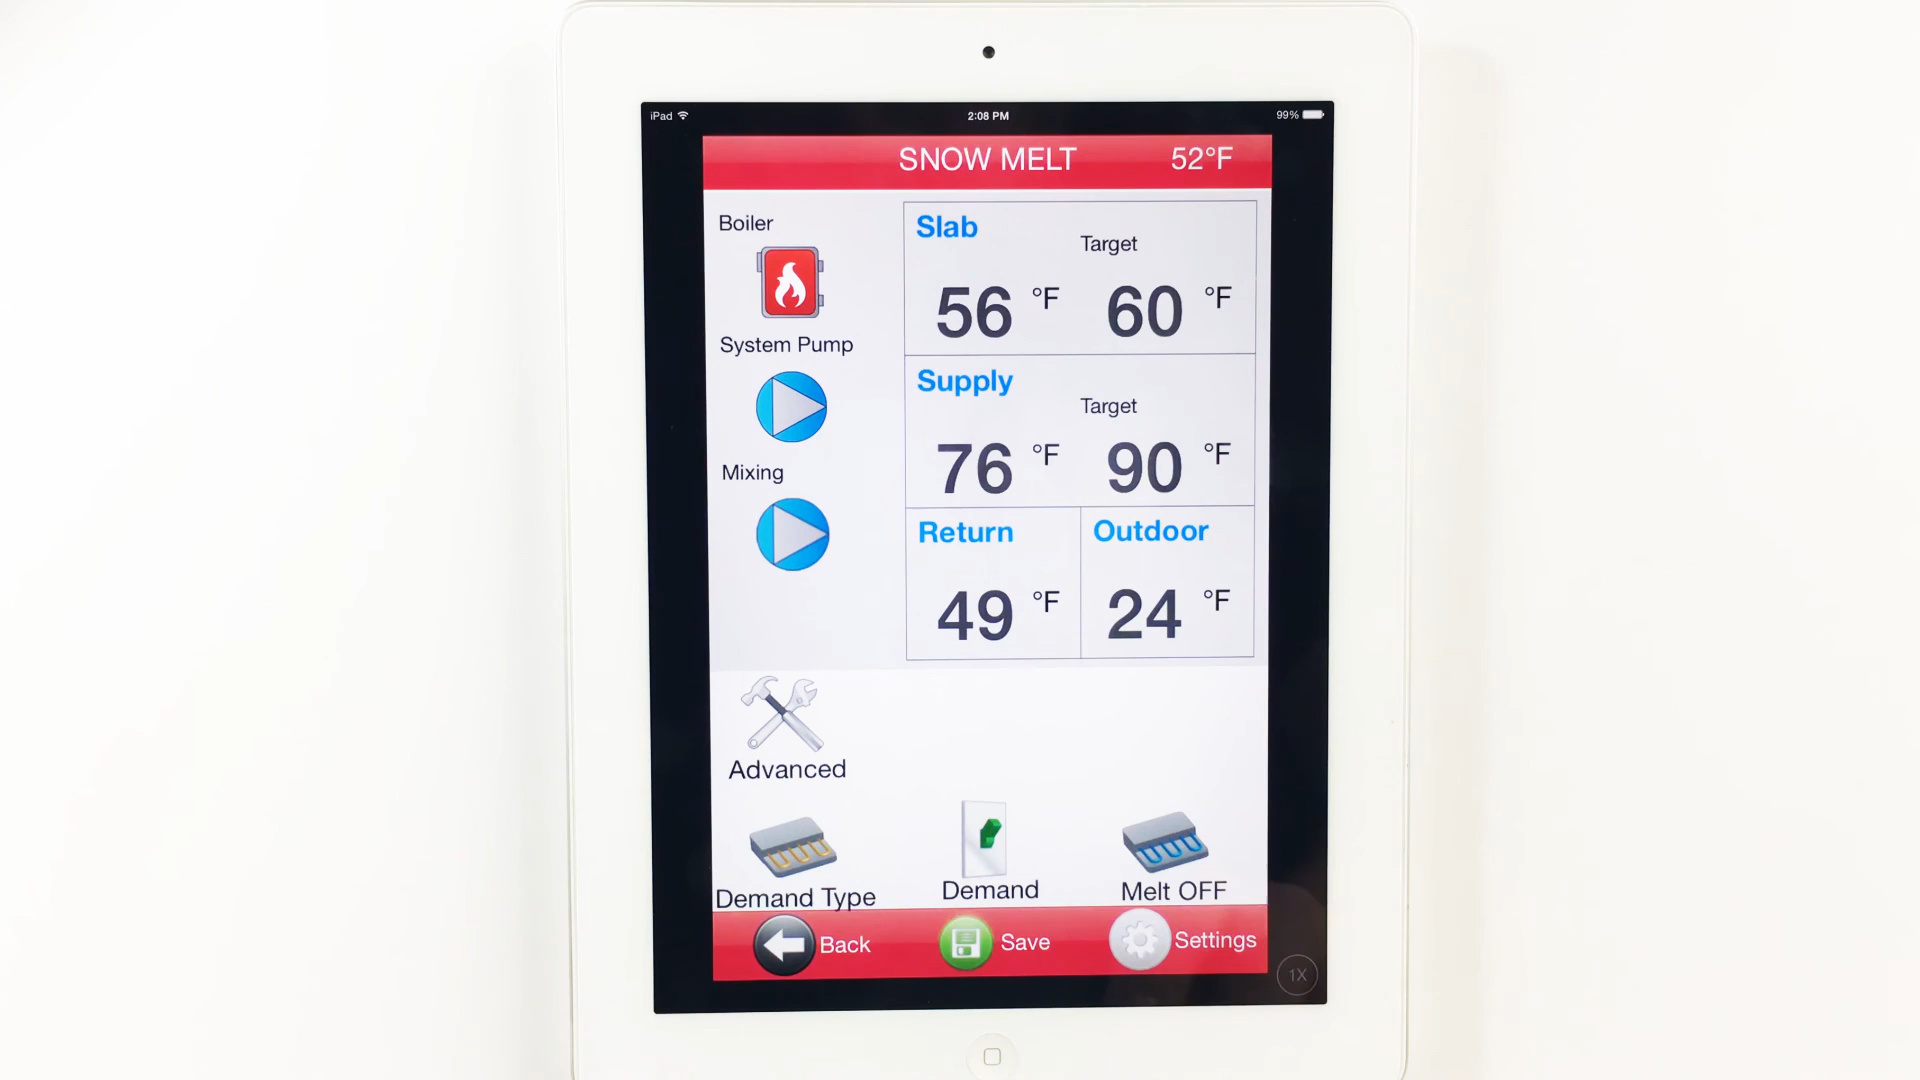 iPad 2:08 PM 99%
SNOW MELT 52°F
Boiler
System Pump
Mixing
Slab
Target
56 °F 60 °F
Supply
Target
76 °F 90 °F
Return Outdoor
49 °F 24 °F
Advanced
Demand Type Demand Melt OFF
Back Save Settings
1X